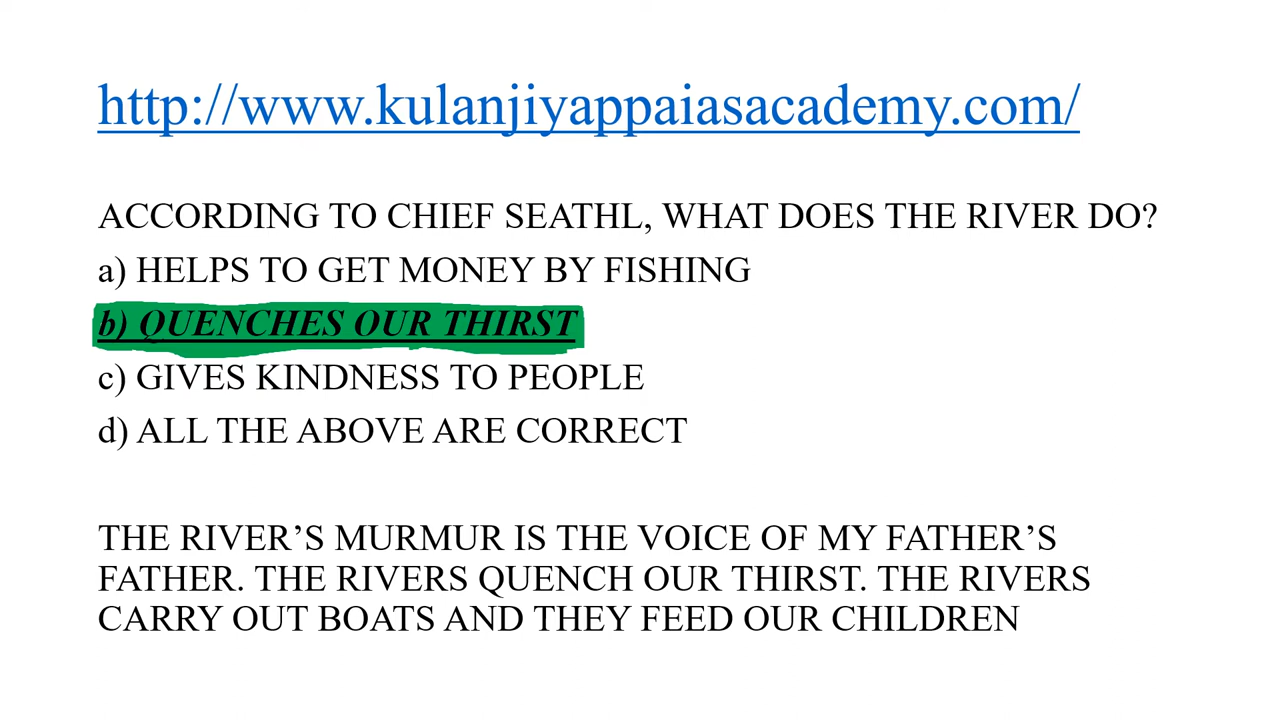 http://www.kulanjiyappaiasacademy.com/
ACCORDING TO CHIEF SEATHL, WHAT DOES THE RIVER DO?
a) HELPS TO GET MONEY BY FISHING
b) QUENCHES OUR THIRST
c) GIVES KINDNESS TO PEOPLE
d) ALL THE ABOVE ARE CORRECT
THE RIVER’S MURMUR IS THE VOICE OF MY FATHER’S
FATHER. THE RIVERS QUENCH OUR THIRST. THE RIVERS
CARRY OUT BOATS AND THEY FEED OUR CHILDREN